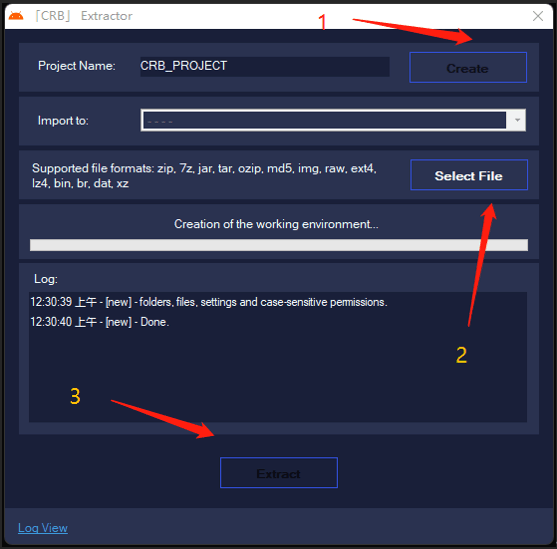 「CRB」 Extractor
1
Project Name:
CRB_PROJECT
Create
Import to:
- - - -
Supported file formats: zip, 7z, jar, tar, ozip, md5, img, raw, ext4,
lz4, bin, br, dat, xz
Select File
Creation of the working environment...
Log:
12:30:39 上午 - [new] - folders, files, settings and case-sensitive permissions.
12:30:40 上午 - [new] - Done.
2
3
Extract
Log View